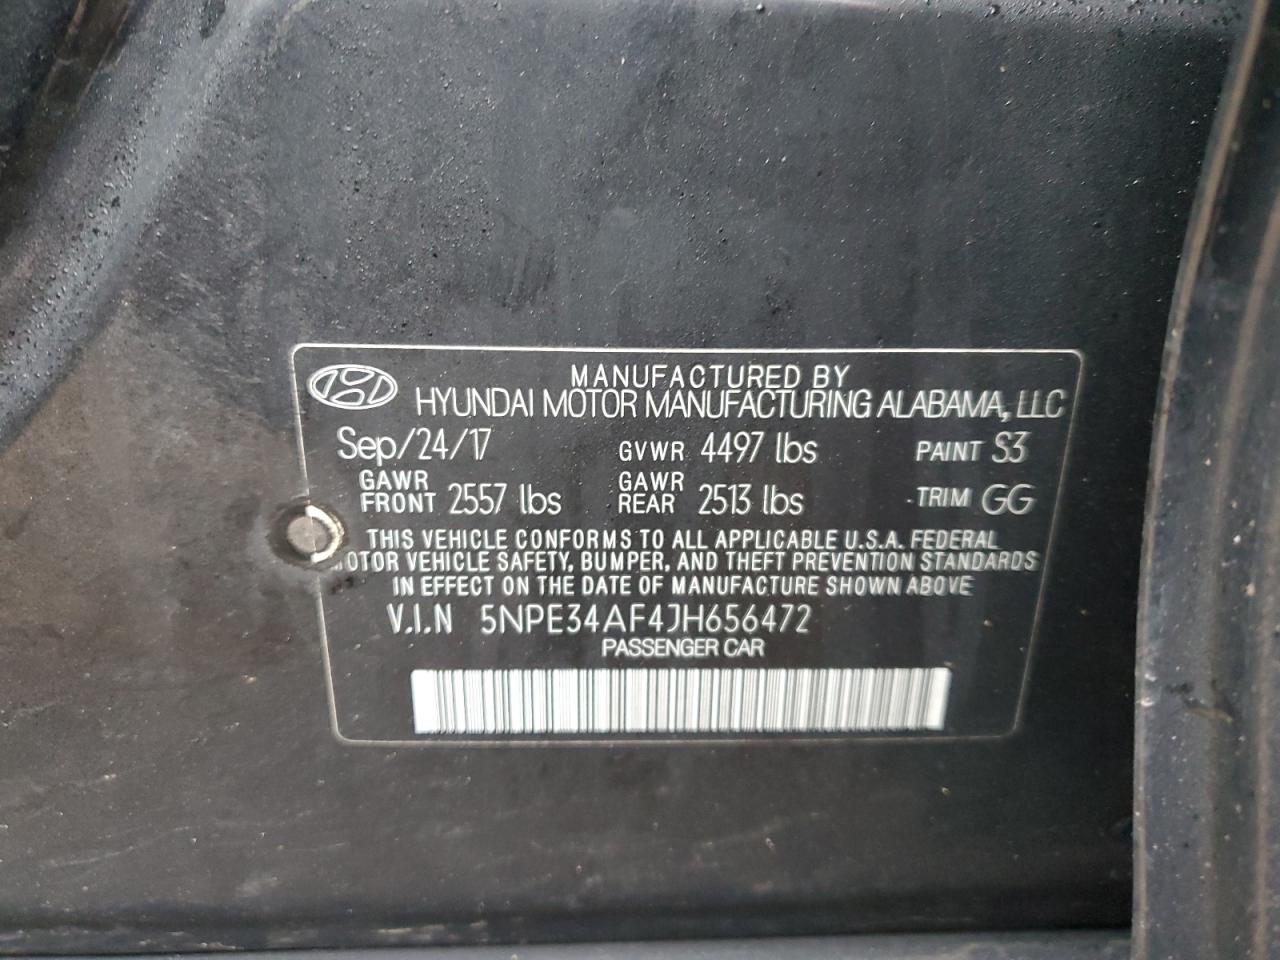 MANUFACTURED BY
HYUNDAI MOTOR MANUFACTURING ALABAMA, LLC
Sep/24/17 GVWR 4497 lbs PAINT S3
GAWR FRONT 2557 lbs GAWR REAR 2513 lbs TRIM GG
THIS VEHICLE CONFORMS TO ALL APPLICABLE U.S.A. FEDERAL
MOTOR VEHICLE SAFETY, BUMPER, AND THEFT PREVENTION STANDARDS
IN EFFECT ON THE DATE OF MANUFACTURE SHOWN ABOVE
V.I.N 5NPE34AF4JH656472
PASSENGER CAR